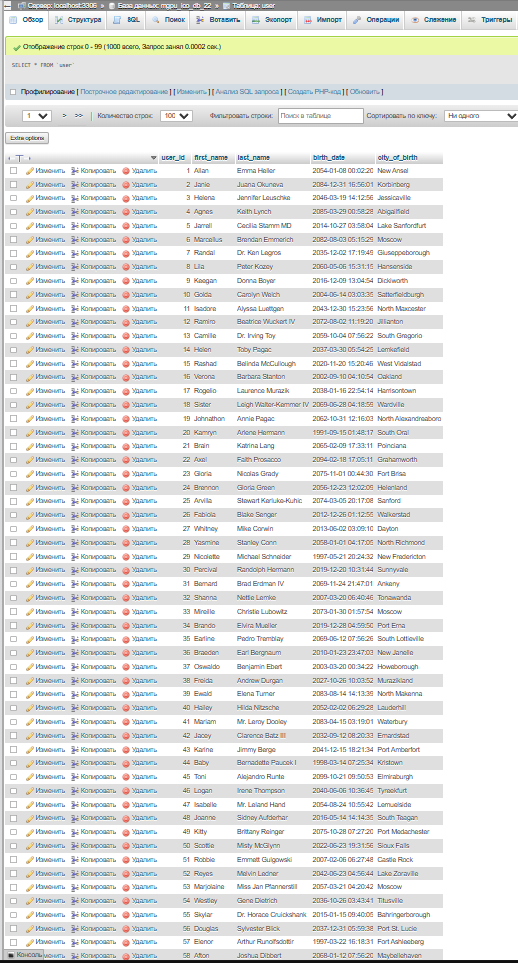 Сервер: localhost:3306 » База данных: mgpu_ico_db_22 » Таблица: user
Обзор Структура SQL Поиск Вставить Экспорт Импорт Операции Слежение Триггеры
Отображение строк 0 - 99 (1000 всего, Запрос занял 0.0002 сек.)
SELECT * FROM `user`
Профилирование [ Построчное редактирование ] [ Изменить ] [ Анализ SQL запроса ] [ Создать PHP-код ] [ Обновить ]
1 > >> Количество строк: 100 Фильтровать строки: Поиск в таблице Сортировать по ключу: Ни одного
Extra options
← T → user_id first_name last_name birth_date city_of_birth
Изменить Копировать Удалить 1 Allan Emma Heller 2054-01-08 00:02:20 New Ansel
Изменить Копировать Удалить 2 Janie Juana Okuneva 2084-12-31 16:56:01 Korbinberg
Изменить Копировать Удалить 3 Helena Jennifer Leuschke 2046-03-19 14:12:56 Jessicaville
Изменить Копировать Удалить 4 Agnes Keith Lynch 2085-03-29 00:58:28 Abigailfield
Изменить Копировать Удалить 5 Jarrell Cecilia Stamm MD 2014-10-27 03:58:04 Lake Sanfordfurt
Изменить Копировать Удалить 6 Marcellus Brendan Emmerich 2082-08-03 05:15:29 Moscow
Изменить Копировать Удалить 7 Randal Dr. Ken Legros 2035-12-02 17:19:49 Giuseppeborough
Изменить Копировать Удалить 8 Lila Peter Kozey 2060-05-06 15:31:15 Hansenside
Изменить Копировать Удалить 9 Keegan Donna Boyer 2016-12-09 13:04:54 Dickiworth
Изменить Копировать Удалить 10 Golda Carolyn Welch 2004-06-14 03:03:35 Satterfieldburgh
Изменить Копировать Удалить 11 Isadore Alyssa Luettgen 2043-12-30 15:23:56 North Maxcester
Изменить Копировать Удалить 12 Ramiro Beatrice Wuckert IV 2072-08-02 11:19:20 Jillianton
Изменить Копировать Удалить 13 Camille Dr. Irving Toy 2059-10-04 07:56:22 South Gregorio
Изменить Копировать Удалить 14 Helen Toby Pagac 2037-03-30 05:54:25 Lemkefield
Изменить Копировать Удалить 15 Rashad Belinda McCullough 2020-11-20 15:20:46 West Vidalstad
Изменить Копировать Удалить 16 Verona Barbara Stanton 2002-09-10 04:10:54 Oakland
Изменить Копировать Удалить 17 Rogelio Laurence Murazik 2038-01-16 22:54:14 Harrisontown
Изменить Копировать Удалить 18 Sister Leigh Walter-Kemmer IV 2069-06-28 04:18:59 Wardville
Изменить Копировать Удалить 19 Johnathon Annie Pagac 2062-10-31 12:16:03 North Alexandreaboro
Изменить Копировать Удалить 20 Kamryn Arlene Hermann 1991-09-15 01:48:17 South Oral
Изменить Копировать Удалить 21 Brain Katrina Lang 2065-02-09 17:33:11 Poinciana
Изменить Копировать Удалить 22 Axel Faith Prosacco 2094-02-18 17:05:11 Grahamworth
Изменить Копировать Удалить 23 Gloria Nicolas Grady 2075-11-01 00:44:30 Fort Brisa
Изменить Копировать Удалить 24 Brennon Gloria Green 2056-12-23 12:02:09 Helenland
Изменить Копировать Удалить 25 Arvilla Stewart Kerluke-Kuhic 2074-03-05 20:17:08 Sanford
Изменить Копировать Удалить 26 Fabiola Blake Senger 2012-12-26 01:12:55 Walkerstad
Изменить Копировать Удалить 27 Whitney Mike Corwin 2013-06-02 03:09:10 Dayton
Изменить Копировать Удалить 28 Yasmine Stanley Conn 2058-01-01 04:17:05 North Richmond
Изменить Копировать Удалить 29 Nicolette Michael Schneider 1997-05-21 20:24:32 New Fredericton
Изменить Копировать Удалить 30 Percival Randolph Hermann 2019-12-20 10:31:44 Sunnyvale
Изменить Копировать Удалить 31 Bernard Brad Erdman IV 2069-11-24 21:47:01 Ankeny
Изменить Копировать Удалить 32 Shanna Nettie Lemke 2007-03-20 06:40:46 Tonawanda
Изменить Копировать Удалить 33 Mireille Christie Lubowitz 2073-01-30 01:57:54 Moscow
Изменить Копировать Удалить 34 Brando Elvira Mueller 2019-12-28 04:59:50 Port Erna
Изменить Копировать Удалить 35 Earline Pedro Tremblay 2069-06-12 07:56:26 South Lottieville
Изменить Копировать Удалить 36 Braeden Earl Bergnaum 2010-01-23 23:47:03 New Janelle
Изменить Копировать Удалить 37 Oswaldo Benjamin Ebert 2003-03-20 00:34:22 Howeborough
Изменить Копировать Удалить 38 Freida Andrew Durgan 2027-10-26 10:03:52 Murazikland
Изменить Копировать Удалить 39 Ewald Elena Turner 2083-08-14 14:13:39 North Makenna
Изменить Копировать Удалить 40 Hailey Hilda Nitzsche 2052-02-02 06:29:28 Lauderhill
Изменить Копировать Удалить 41 Mariam Mr. Leroy Dooley 2083-04-15 03:19:01 Waterbury
Изменить Копировать Удалить 42 Jacey Clarence Batz III 2032-09-12 08:20:33 Emardstad
Изменить Копировать Удалить 43 Karine Jimmy Berge 2041-12-15 18:21:34 Port Amberfort
Изменить Копировать Удалить 44 Baby Bernadette Paucek I 1998-03-14 07:25:34 Kristown
Изменить Копировать Удалить 45 Toni Alejandro Runte 2099-10-21 09:50:53 Elmiraburgh
Изменить Копировать Удалить 46 Logan Irene Thompson 2040-06-06 10:36:45 Tyreekfurt
Изменить Копировать Удалить 47 Isabelle Mr. Leland Hand 2054-08-24 10:55:42 Lemuelside
Изменить Копировать Удалить 48 Joanne Sidney Aufderhar 2016-05-14 14:14:35 South Teagan
Изменить Копировать Удалить 49 Kitty Brittany Reinger 2075-10-28 07:27:20 Port Medachester
Изменить Копировать Удалить 50 Scottie Misty McGlynn 2022-06-23 19:31:56 Sioux Falls
Изменить Копировать Удалить 51 Robbie Emmett Gulgowski 2007-02-06 06:27:48 Castle Rock
Изменить Копировать Удалить 52 Reyes Melvin Ledner 2042-06-23 04:56:44 Lake Zoraville
Изменить Копировать Удалить 53 Marjolaine Miss Jan Pfannerstill 2057-03-21 04:20:42 Moscow
Изменить Копировать Удалить 54 Westley Gene Dietrich 2036-10-26 03:43:41 Titusville
Изменить Копировать Удалить 55 Skylar Dr. Horace Cruickshank 2015-01-15 09:40:05 Bahringerborough
Изменить Копировать Удалить 56 Douglas Sylvester Blick 2037-12-31 05:59:38 Port St. Lucie
Изменить Копировать Удалить 57 Elenor Arthur Runolfsdottir 1997-03-22 16:18:31 Fort Ashleeberg
Консоль Изменить Копировать Удалить 58 Afton Joshua Dibbert 2068-01-12 07:56:20 Maybellehaven